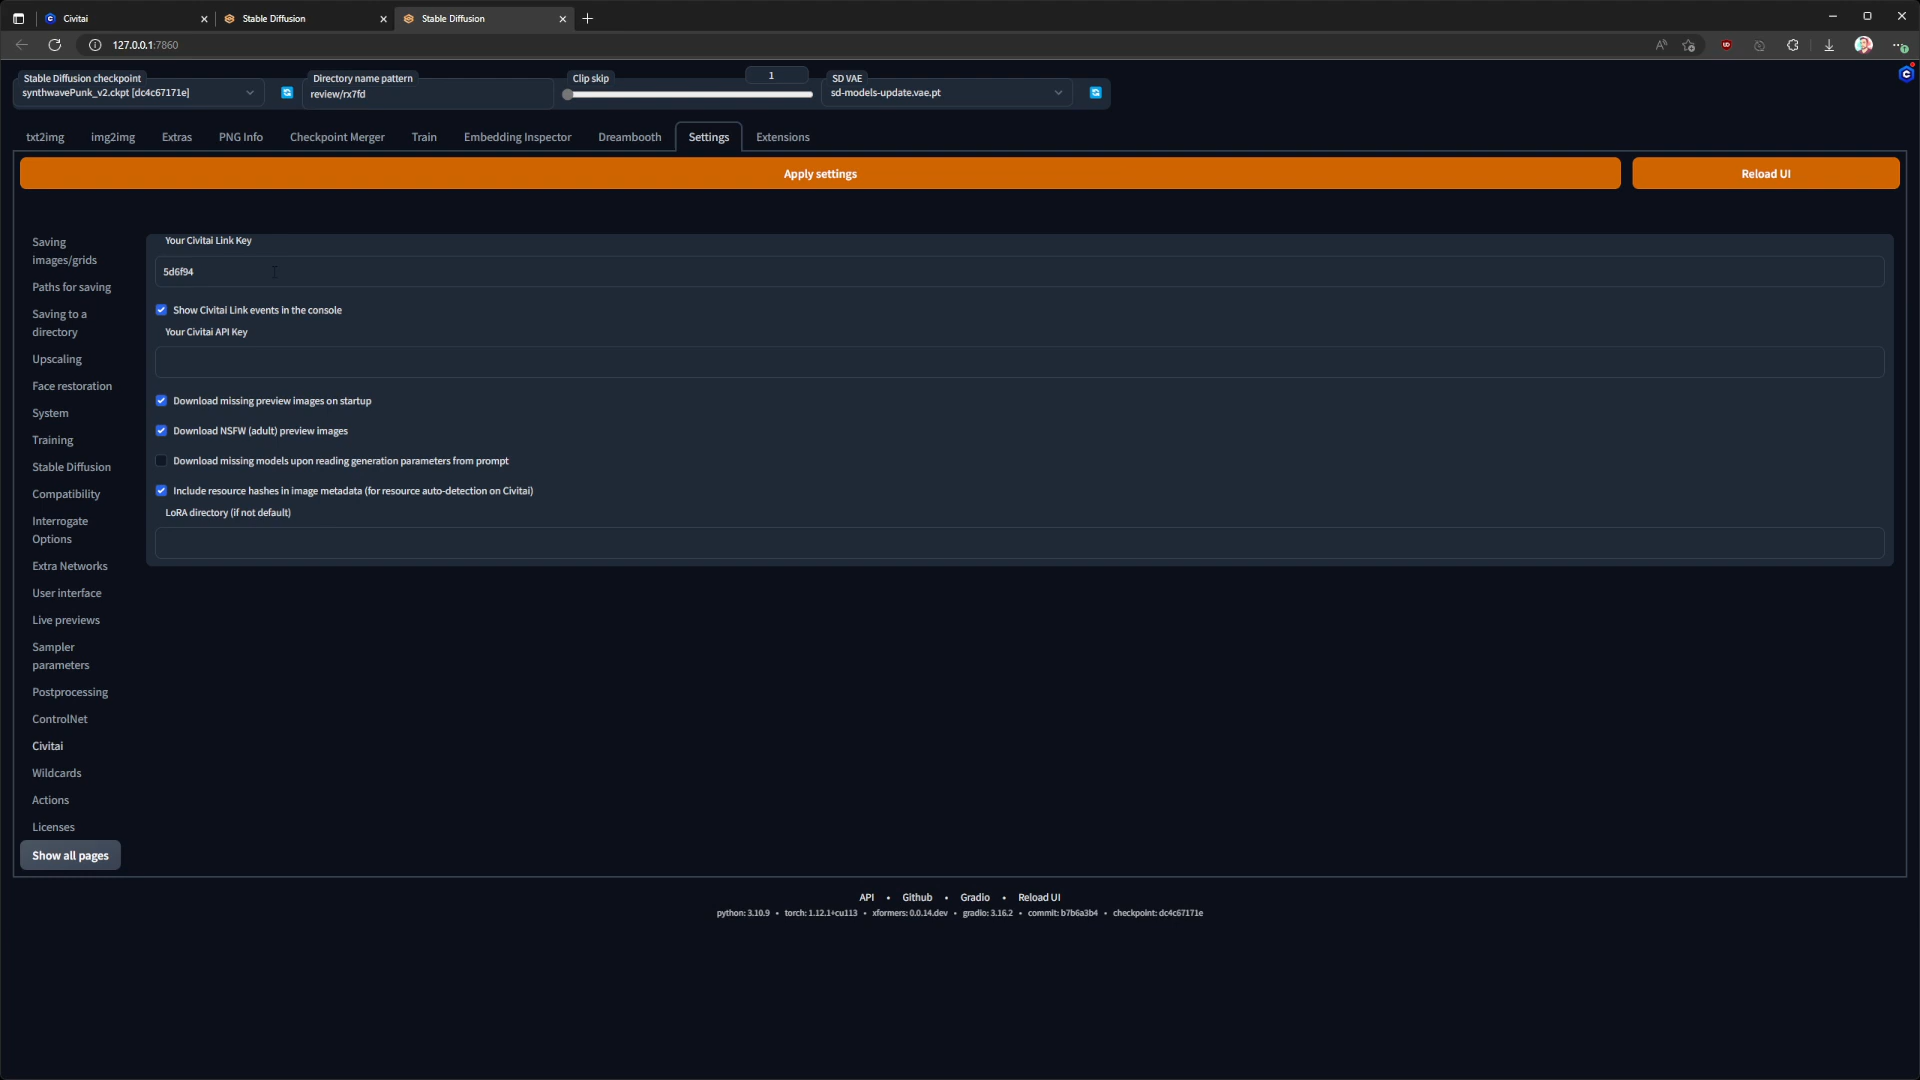 Civitai
Stable Diffusion
Stable Diffusion
127.0.0.1:7860
Stable Diffusion checkpoint
synthwavePunk_v2.ckpt [dc4c67171e]
Directory name pattern
review/rx7fd
Clip skip
1
SD VAE
sd-models-update.vae.pt
txt2img
img2img
Extras
PNG Info
Checkpoint Merger
Train
Embedding Inspector
Dreambooth
Settings
Extensions
Apply settings
Reload UI
Saving
images/grids
Paths for saving
Saving to a
directory
Upscaling
Face restoration
System
Training
Stable Diffusion
Compatibility
Interrogate
Options
Extra Networks
User interface
Live previews
Sampler
parameters
Postprocessing
ControlNet
Civitai
Wildcards
Actions
Licenses
Show all pages
Your Civitai Link Key
5d6f94
Show Civitai Link events in the console
Your Civitai API Key
Download missing preview images on startup
Download NSFW (adult) preview images
Download missing models upon reading generation parameters from prompt
Include resource hashes in image metadata (for resource auto-detection on Civitai)
LoRA directory (if not default)
API • Github • Gradio • Reload UI
python: 3.10.9 • torch: 1.12.1+cu113 • xformers: 0.0.14.dev • gradio: 3.16.2 • commit: b7b6a3b4 • checkpoint: dc4c67171e